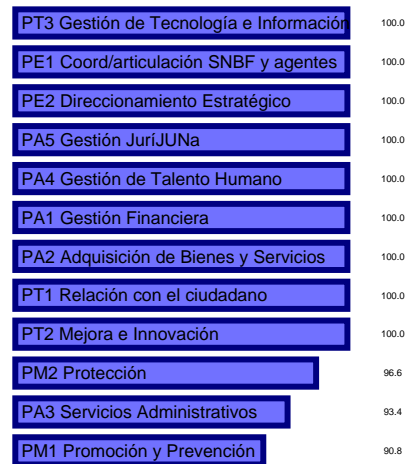 PT3 Gestión de Tecnología e Información 100.0
PE1 Coord/articulación SNBF y agentes 100.0
PE2 Direccionamiento Estratégico 100.0
PA5 Gestión JuríJUNa 100.0
PA4 Gestión de Talento Humano 100.0
PA1 Gestión Financiera 100.0
PA2 Adquisición de Bienes y Servicios 100.0
PT1 Relación con el ciudadano 100.0
PT2 Mejora e Innovación 100.0
PM2 Protección 96.6
PA3 Servicios Administrativos 93.4
PM1 Promoción y Prevención 90.8